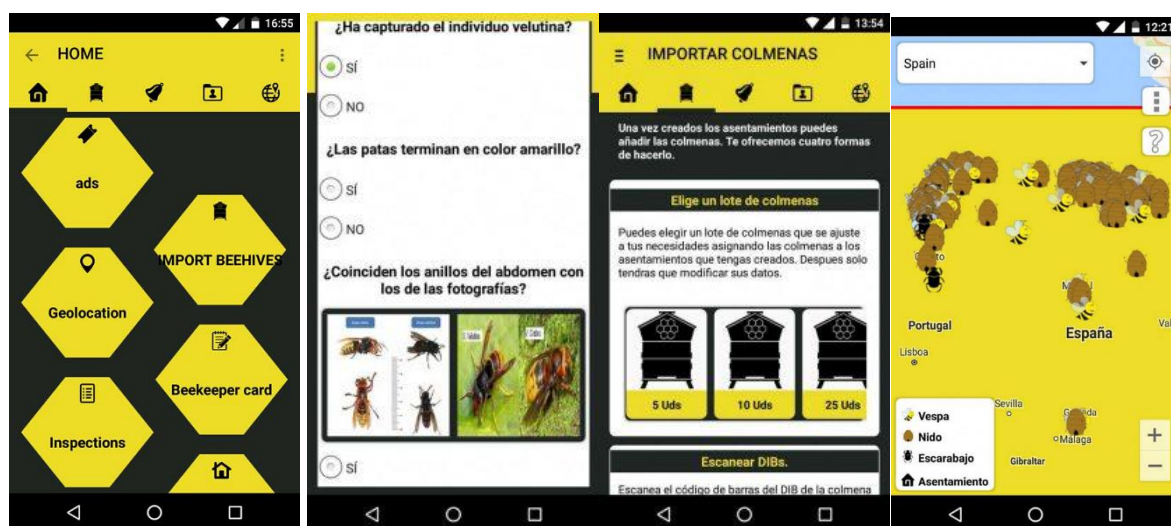 16:55
HOME
ads
IMPORT BEEHIVES
Geolocation
Beekeeper card
Inspections
¿Ha capturado el individuo velutina?
SÍ
NO
¿Las patas terminan en color amarillo?
SÍ
NO
¿Coinciden los anillos del abdomen con
los de las fotografías?
SÍ
13:54
IMPORTAR COLMENAS
Una vez creados los asentamientos puedes
añadir las colmenas. Te ofrecemos cuatro formas
de hacerlo.
Elige un lote de colmenas
Puedes elegir un lote de colmenas que se ajuste
a tus necesidades asignando las colmenas a los
asentamientos que tengas creados. Despues solo
tendras que modificar sus datos.
5 Uds
10 Uds
25 Uds
Escanear DIBs.
Escanea el código de barras del DIB de la colmena
12:21
Spain
Portugal
España
Lisboa
Sevilla
Málaga
Gibraltar
Vespa
Nido
Escarabajo
Asentamiento